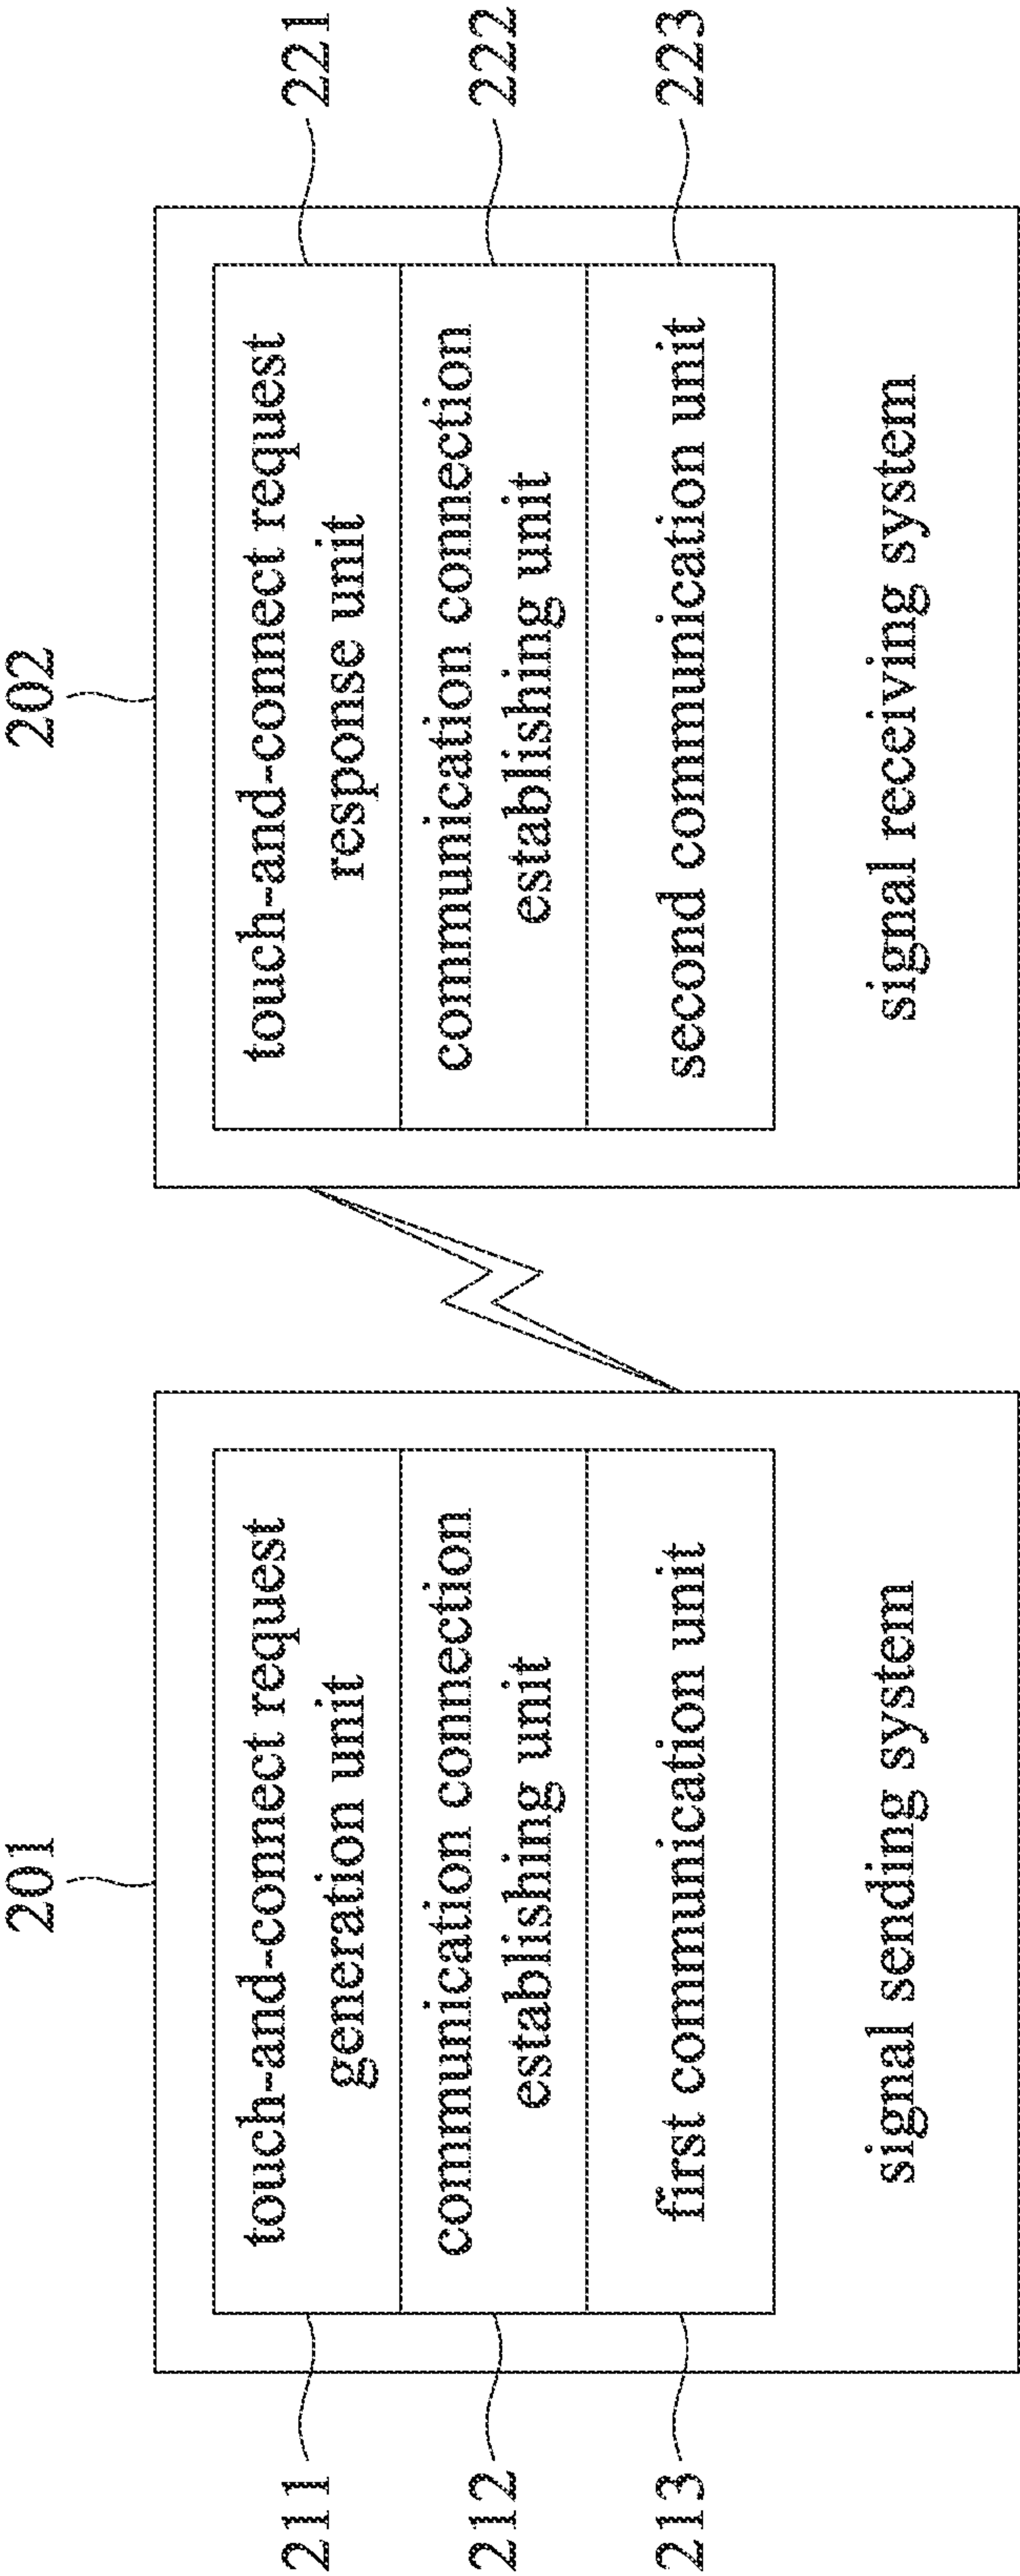 201
211
touch-and-connect request
generation unit
212
communication connection
establishing unit
213
first communication unit
signal sending system
202
touch-and-connect request
response unit
221
communication connection
establishing unit
222
second communication unit
223
signal receiving system